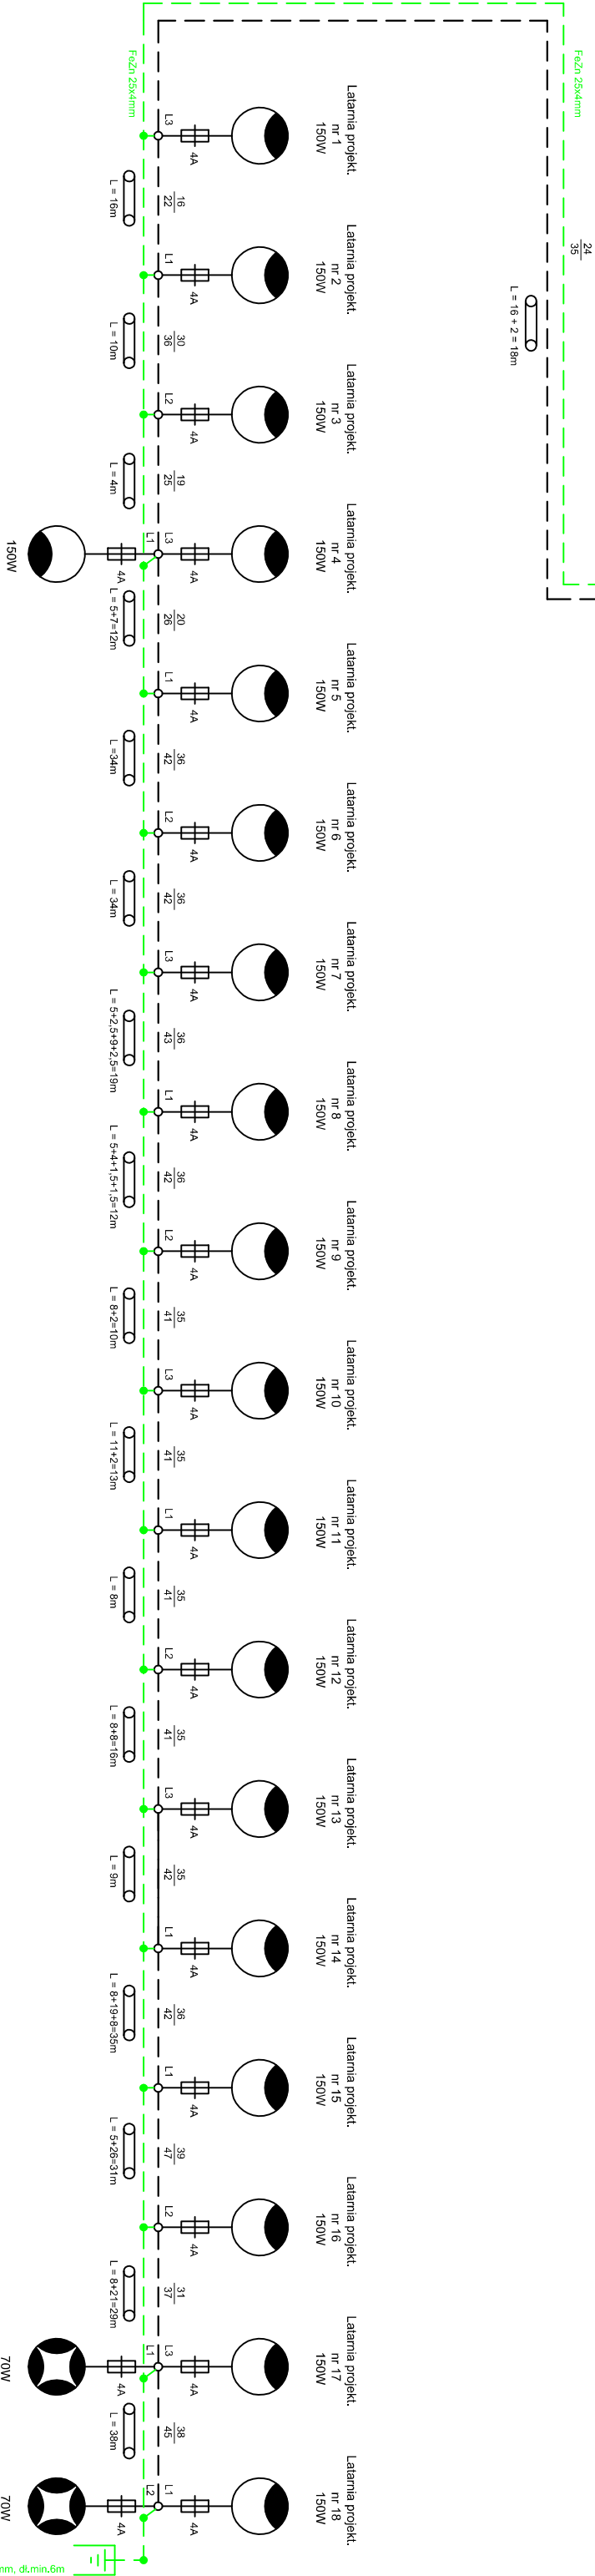 FeZn 25x4mm
FeZn 25x4mm
24
35
L = 16 + 2 = 18m
Latarnia projekt.
nr 1
150W
L3
4A
16
22
L = 16m
Latarnia projekt.
nr 2
150W
L1
4A
30
36
L = 10m
Latarnia projekt.
nr 3
150W
L2
4A
19
25
L = 4m
Latarnia projekt.
nr 4
150W
L3
4A
L1
4A
150W
20
26
L = 5+7=12m
Latarnia projekt.
nr 5
150W
L1
4A
36
42
L =34m
Latarnia projekt.
nr 6
150W
L2
4A
36
42
L = 34m
Latarnia projekt.
nr 7
150W
L3
4A
36
43
L = 5+2,5+9+2,5=19m
Latarnia projekt.
nr 8
150W
L1
4A
36
42
L = 5+4+1,5+1,5=12m
Latarnia projekt.
nr 9
150W
L2
4A
35
41
L = 8+2=10m
Latarnia projekt.
nr 10
150W
L3
4A
35
41
L = 11+2=13m
Latarnia projekt.
nr 11
150W
L1
4A
35
41
L = 8m
Latarnia projekt.
nr 12
150W
L2
4A
35
41
L = 8+8=16m
Latarnia projekt.
nr 13
150W
L3
4A
35
42
L = 9m
Latarnia projekt.
nr 14
150W
L1
4A
36
42
L = 8+19+8=35m
Latarnia projekt.
nr 15
150W
L1
4A
39
47
L = 5+26=31m
Latarnia projekt.
nr 16
150W
L2
4A
31
37
L = 8+21=29m
Latarnia projekt.
nr 17
150W
L3
4A
L1
4A
70W
38
45
L = 38m
Latarnia projekt.
nr 18
150W
L1
4A
L2
4A
70W
mm, dł.min.6m